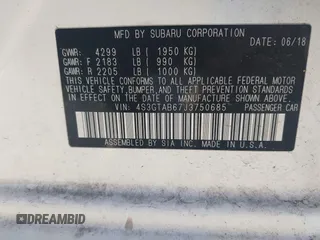 MFD. BY SUBARU CORPORATION DATE: 06/18
GVWR: 4299 LB ( 1950 KG)
GAWR: F 2183 LB ( 990 KG)
GAWR: R 2205 LB ( 1000 KG)
THIS VEHICLE CONFORMS TO ALL APPLICABLE FEDERAL MOTOR
VEHICLE SAFETY, BUMPER, AND THEFT PREVENTION STANDARDS
IN EFFECT ON THE DATE OF MANUFACTURE SHOWN ABOVE.
VIN: 4S3GTAB67J3750685 PASSENGER CAR
ASSEMBLED BY SIA INC. MADE IN U.S.A.
DREAMBID